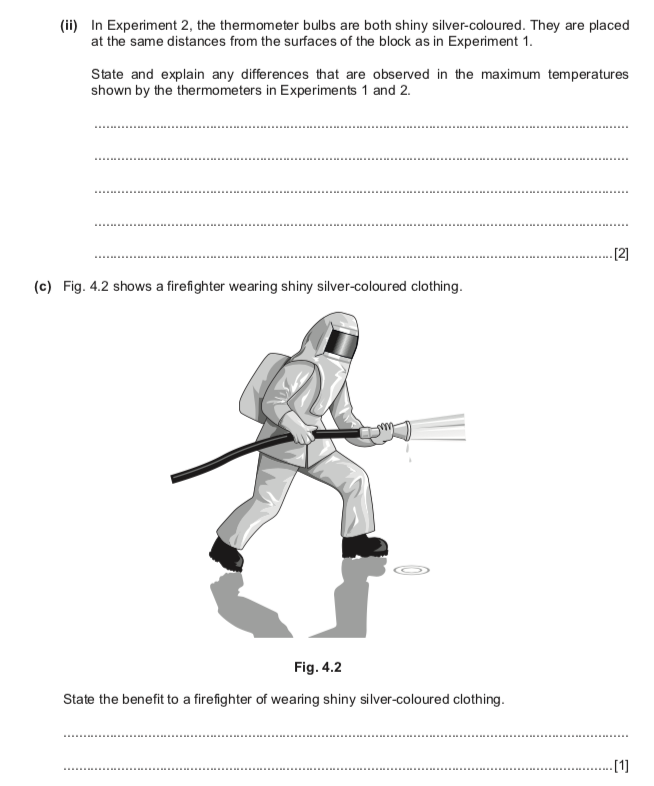 (ii) In Experiment 2, the thermometer bulbs are both shiny silver-coloured. They are placed
at the same distances from the surfaces of the block as in Experiment 1.
State and explain any differences that are observed in the maximum temperatures
shown by the thermometers in Experiments 1 and 2.
[2]
(c) Fig. 4.2 shows a firefighter wearing shiny silver-coloured clothing.
Fig. 4.2
State the benefit to a firefighter of wearing shiny silver-coloured clothing.
[1]